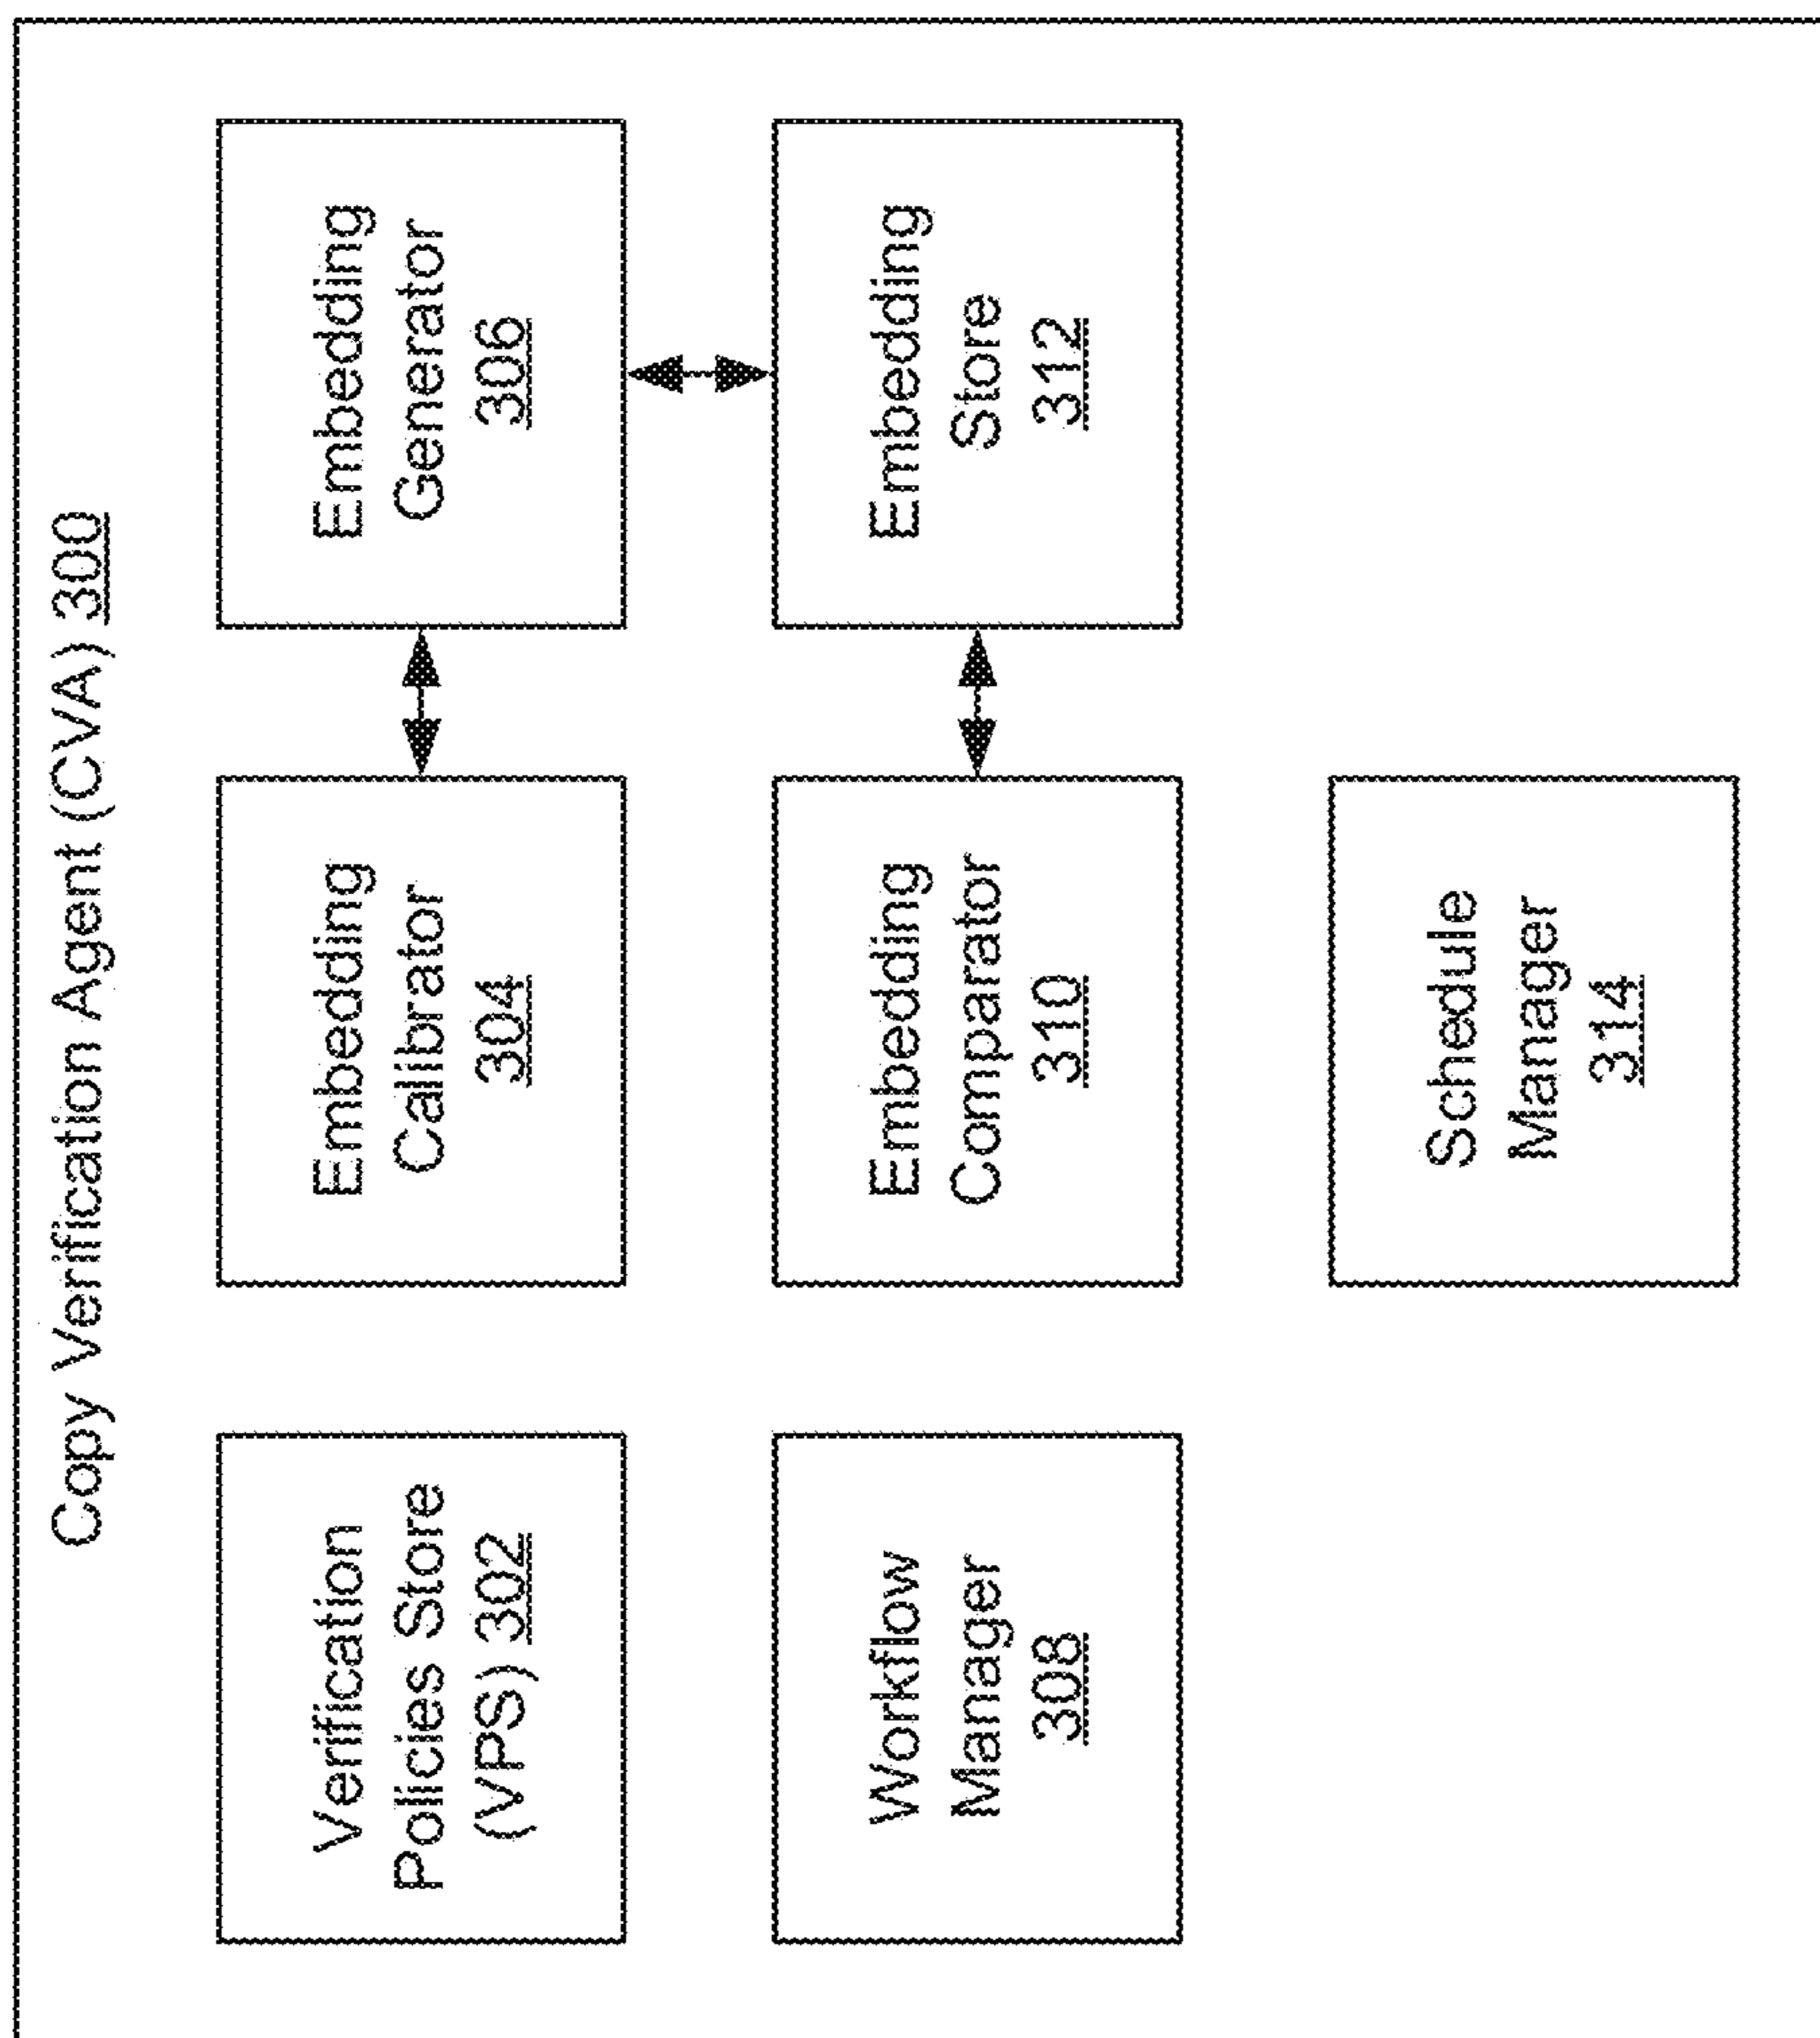 Copy Verification Agent (CVA) 300
Verification
Policies Store
(VPS) 302
Embedding
Calibrator
304
Embedding
Generator
306
Workflow
Manager
308
Embedding
Comparator
310
Embedding
Store
312
Schedule
Manager
314